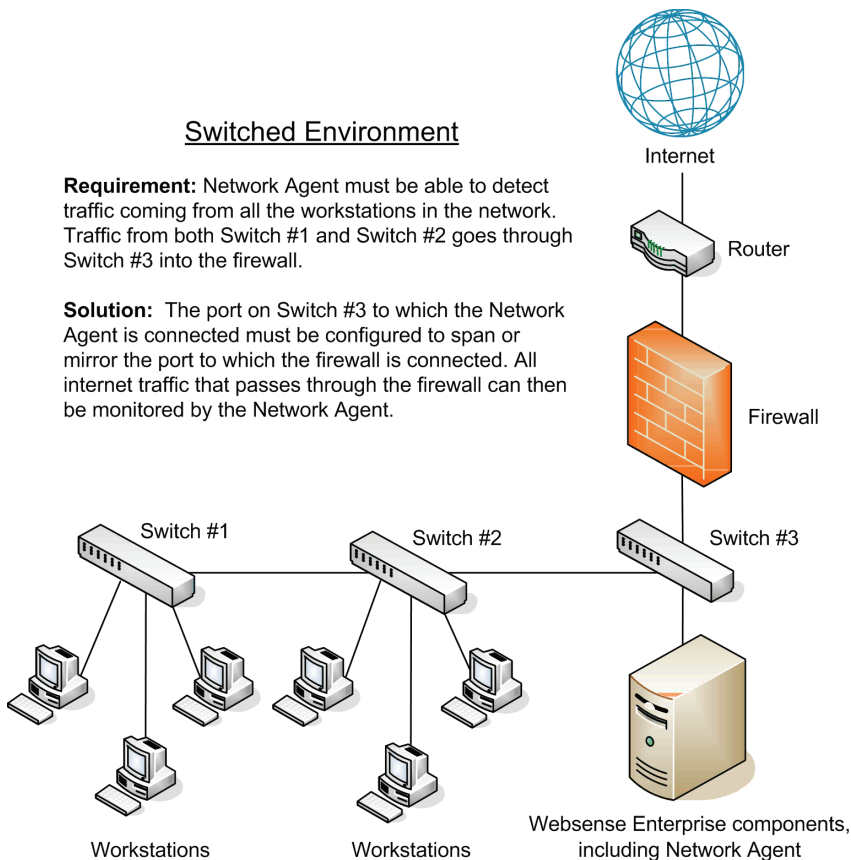 Switched Environment
Requirement: Network Agent must be able to detect
traffic coming from all the workstations in the network.
Traffic from both Switch #1 and Switch #2 goes through
Switch #3 into the firewall.
Solution:  The port on Switch #3 to which the Network
Agent is connected must be configured to span or
mirror the port to which the firewall is connected. All
internet traffic that passes through the firewall can then
be monitored by the Network Agent.
Internet
Router
Firewall
Switch #1
Switch #2
Switch #3
Workstations
Workstations
Websense Enterprise components,
including Network Agent